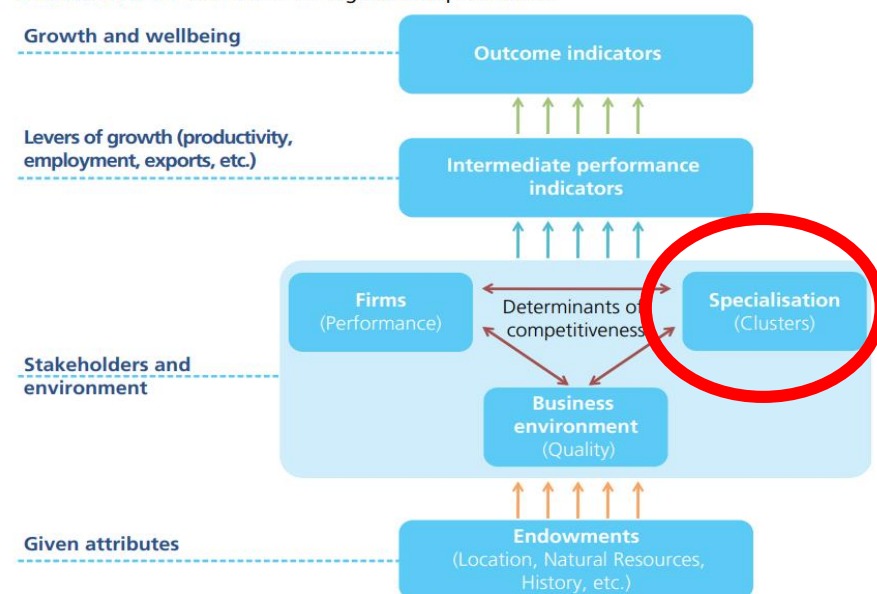 Growth and wellbeing
Outcome indicators
Levers of growth (productivity,
employment, exports, etc.)
Intermediate performance
indicators
Firms
(Performance)
Determinants of
competitiveness
Specialisation
(Clusters)
Stakeholders and
environment
Business
environment
(Quality)
Given attributes
Endowments
(Location, Natural Resources,
History, etc.)